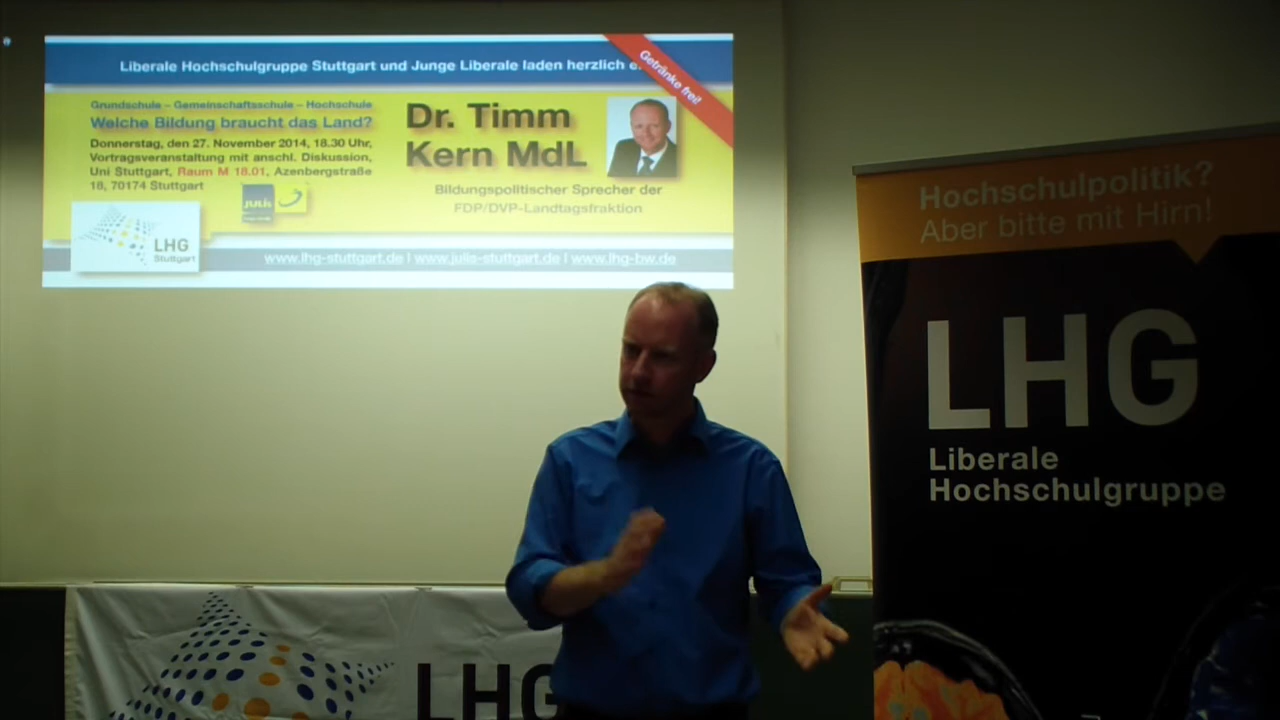 Liberale Hochschulgruppe Stuttgart und Junge Liberale laden herzlich
Getränke frei!
Grundschule – Gemeinschaftsschule – Hochschule
Welche Bildung braucht das Land?
Donnerstag, den 27. November 2014, 18.30 Uhr,
Vortragsveranstaltung mit anschl. Diskussion,
Uni Stuttgart, Raum M 18.01, Azenbergstraße
18, 70174 Stuttgart
Dr. Timm
Kern MdL
Bildungspolitischer Sprecher der
FDP/DVP-Landtagsfraktion
JULIS
LHG
Stuttgart
www.lhg-stuttgart.de | www.julis-stuttgart.de | www.lhg-bw.de
Hochschulpolitik?
Aber bitte mit Hirn!
LHG
Liberale
Hochschulgruppe
LHG